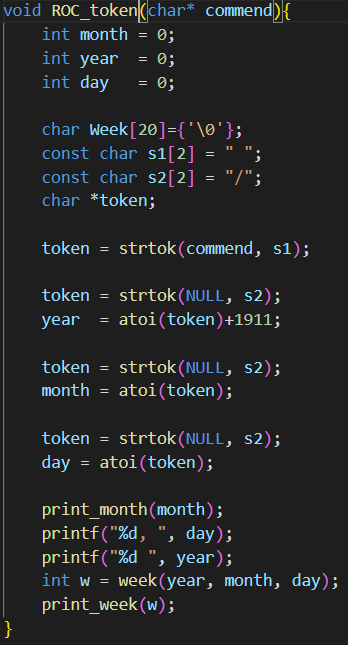 void ROC_token(char* commend){
int month = 0;
int year  = 0;
int day   = 0;
char Week[20]={'\0'};
const char s1[2] = " ";
const char s2[2] = "/";
char *token;
token = strtok(commend, s1);
token = strtok(NULL, s2);
year  = atoi(token)+1911;
token = strtok(NULL, s2);
month = atoi(token);
token = strtok(NULL, s2);
day = atoi(token);
print_month(month);
printf("%d, ", day);
printf("%d ", year);
int w = week(year, month, day);
print_week(w);
}